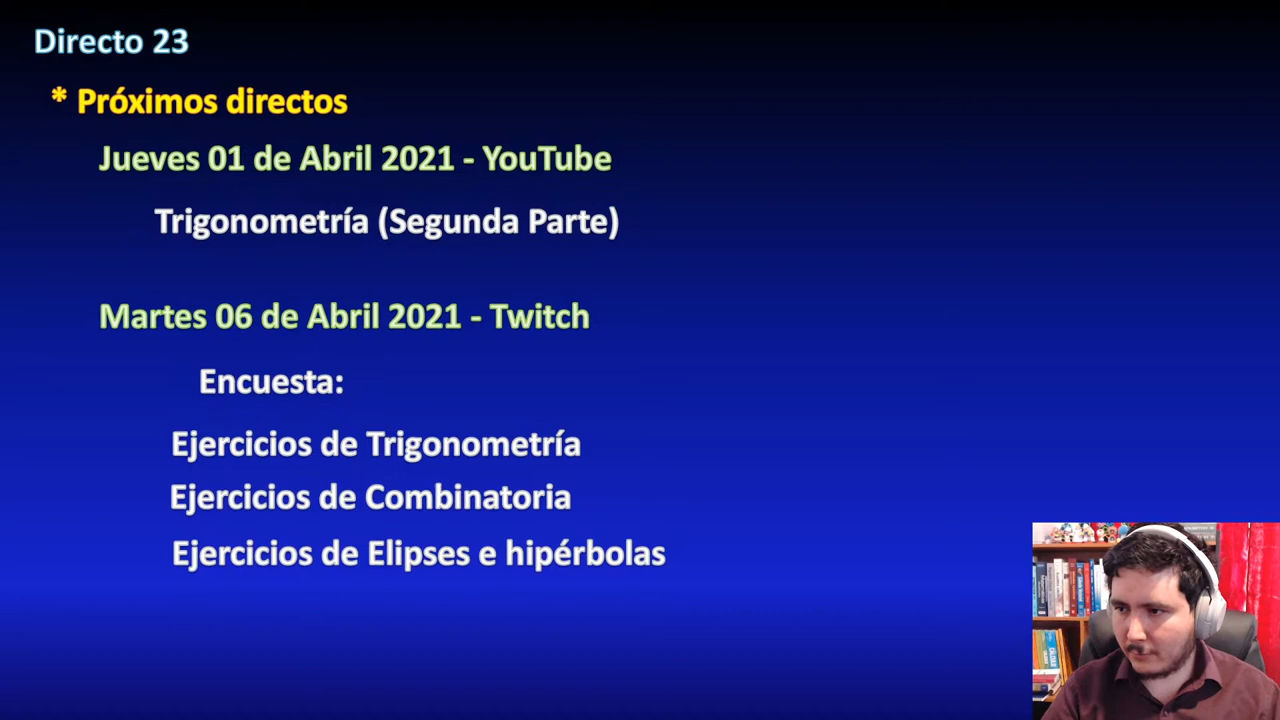 Directo 23
* Próximos directos
Jueves 01 de Abril 2021 - YouTube
Trigonometría (Segunda Parte)
Martes 06 de Abril 2021 - Twitch
Encuesta:
Ejercicios de Trigonometría
Ejercicios de Combinatoria
Ejercicios de Elipses e hipérbolas